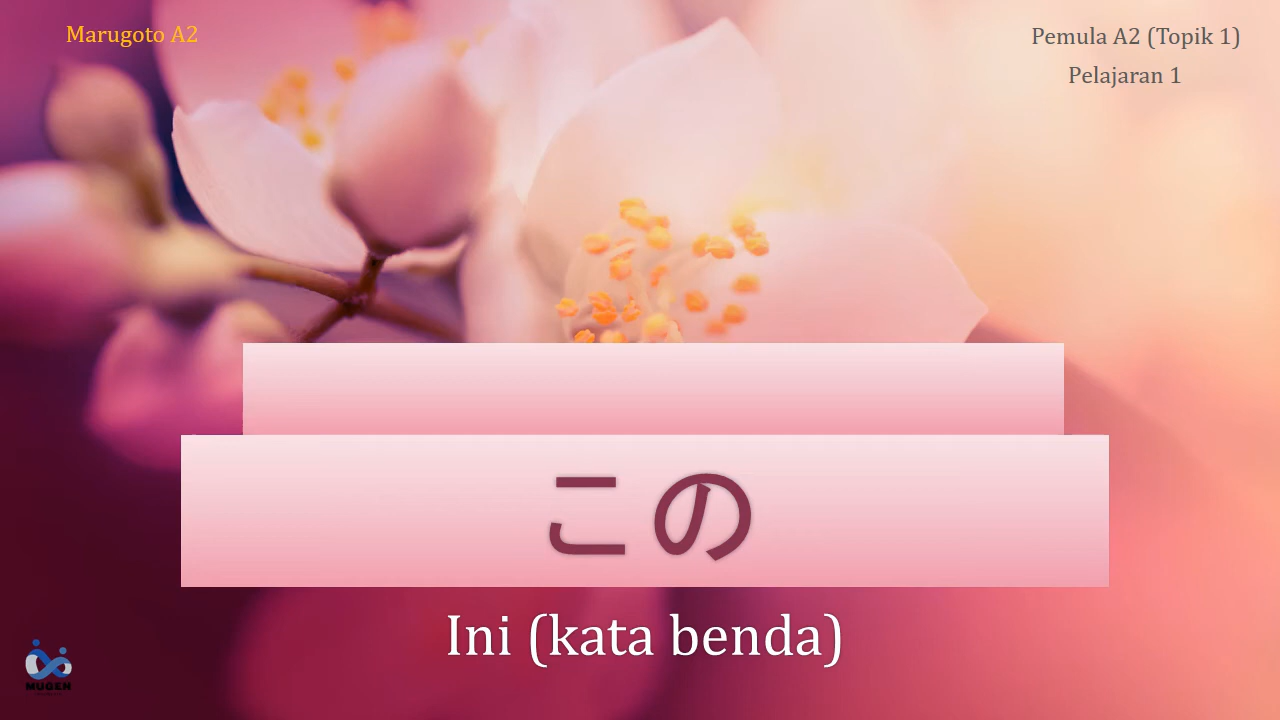 Marugoto A2
Pemula A2 (Topik 1)
Pelajaran 1
この
Ini (kata benda)
MUGEN